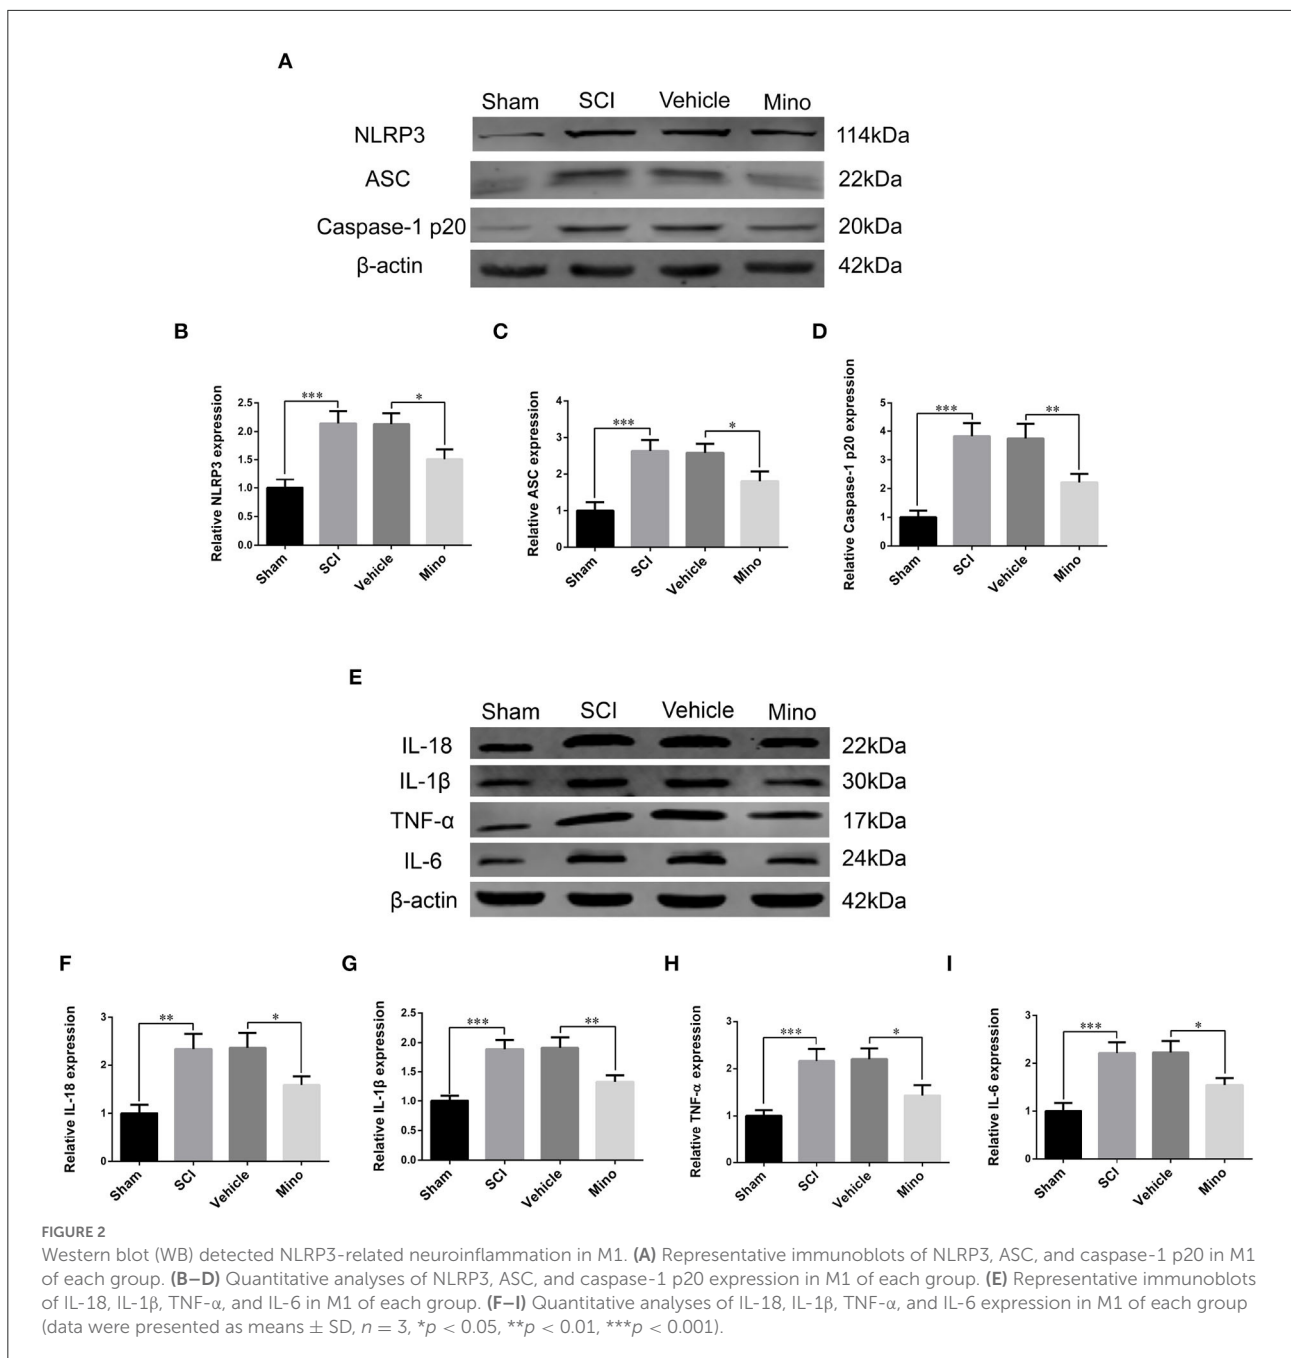 A
Sham SCI Vehicle Mino
NLRP3 114kDa
ASC 22kDa
Caspase-1 p20 20kDa
β-actin 42kDa
B
Relative NLRP3 expression
2.5
2.0
1.5
1.0
0.5
0.0
*** *
Sham SCI Vehicle Mino
C
Relative ASC expression
4
3
2
1
0
*** *
Sham SCI Vehicle Mino
D
Relative Caspase-1 p20 expression
5
4
3
2
1
0
*** **
Sham SCI Vehicle Mino
E
Sham SCI Vehicle Mino
IL-18 22kDa
IL-1β 30kDa
TNF-α 17kDa
IL-6 24kDa
β-actin 42kDa
F
Relative IL-18 expression
3
2
1
0
** *
Sham SCI Vehicle Mino
G
Relative IL-1β expression
2.5
2.0
1.5
1.0
0.5
0.0
*** **
Sham SCI Vehicle Mino
H
Relative TNF-α expression
3
2
1
0
*** *
Sham SCI Vehicle Mino
I
Relative IL-6 expression
3
2
1
0
*** *
Sham SCI Vehicle Mino
FIGURE 2
Western blot (WB) detected NLRP3-related neuroinflammation in M1. (A) Representative immunoblots of NLRP3, ASC, and caspase-1 p20 in M1
of each group. (B–D) Quantitative analyses of NLRP3, ASC, and caspase-1 p20 expression in M1 of each group. (E) Representative immunoblots
of IL-18, IL-1β, TNF-α, and IL-6 in M1 of each group. (F–I) Quantitative analyses of IL-18, IL-1β, TNF-α, and IL-6 expression in M1 of each group
(data were presented as means ± SD, n = 3, *p < 0.05, **p < 0.01, ***p < 0.001).